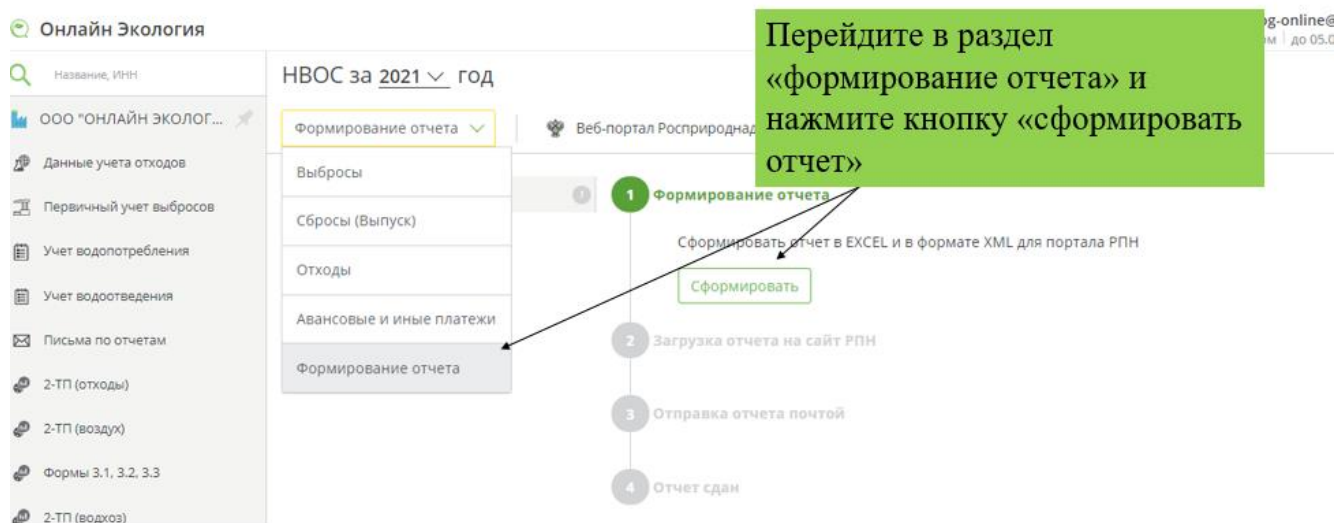 Онлайн Экология
Название, ИНН
ООО "ОНЛАЙН ЭКОЛОГ...
Данные учета отходов
Первичный учет выбросов
Учет водопотребления
Учет водоотведения
Письма по отчетам
2-ТП (отходы)
2-ТП (воздух)
Формы 3.1, 3.2, 3.3
2-ТП (водхоз)
НВОС за 2021 год
Формирование отчета
Веб-портал
Выбросы
Сбросы (Выпуск)
Отходы
Авансовые и иные платежи
Формирование отчета
Перейдите в раздел
«формирование отчета» и
нажмите кнопку «сформировать
отчет»
до 05.0
1 Формирование отчета
Сформировать отчет в EXCEL и в формате XML для портала РПН
Сформировать
2 Загрузка отчета на сайт РПН
3 Отправка отчета почтой
4 Отчет сдан